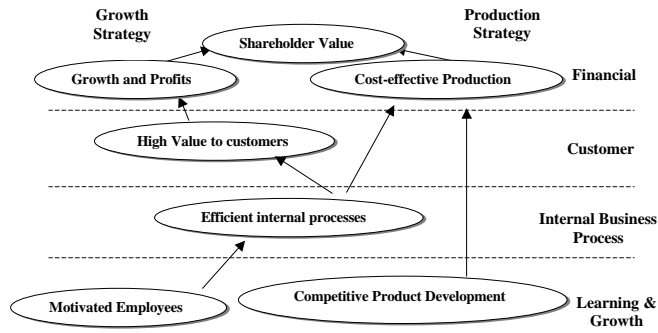 Growth
Strategy
Production
Strategy
Shareholder Value
Growth and Profits
Cost-effective Production
Financial
High Value to customers
Customer
Efficient internal processes
Internal Business
Process
Motivated Employees
Competitive Product Development
Learning &
Growth